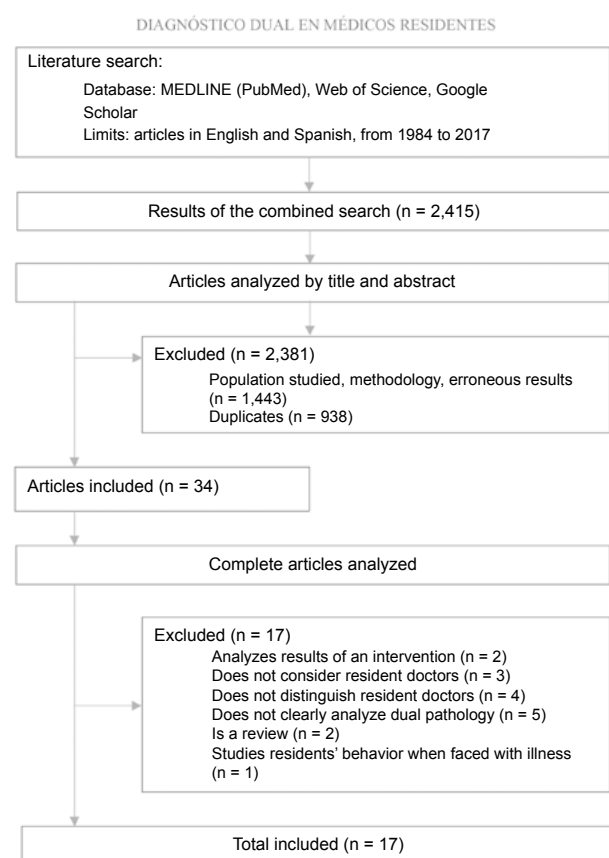 DIAGNÓSTICO DUAL EN MÉDICOS RESIDENTES
Literature search:
Database: MEDLINE (PubMed), Web of Science, Google
Scholar
Limits: articles in English and Spanish, from 1984 to 2017
Results of the combined search (n = 2,415)
Articles analyzed by title and abstract
Excluded (n = 2,381)
Population studied, methodology, erroneous results
(n = 1,443)
Duplicates (n = 938)
Articles included (n = 34)
Complete articles analyzed
Excluded (n = 17)
Analyzes results of an intervention (n = 2)
Does not consider resident doctors (n = 3)
Does not distinguish resident doctors (n = 4)
Does not clearly analyze dual pathology (n = 5)
Is a review (n = 2)
Studies residents' behavior when faced with illness
(n = 1)
Total included (n = 17)